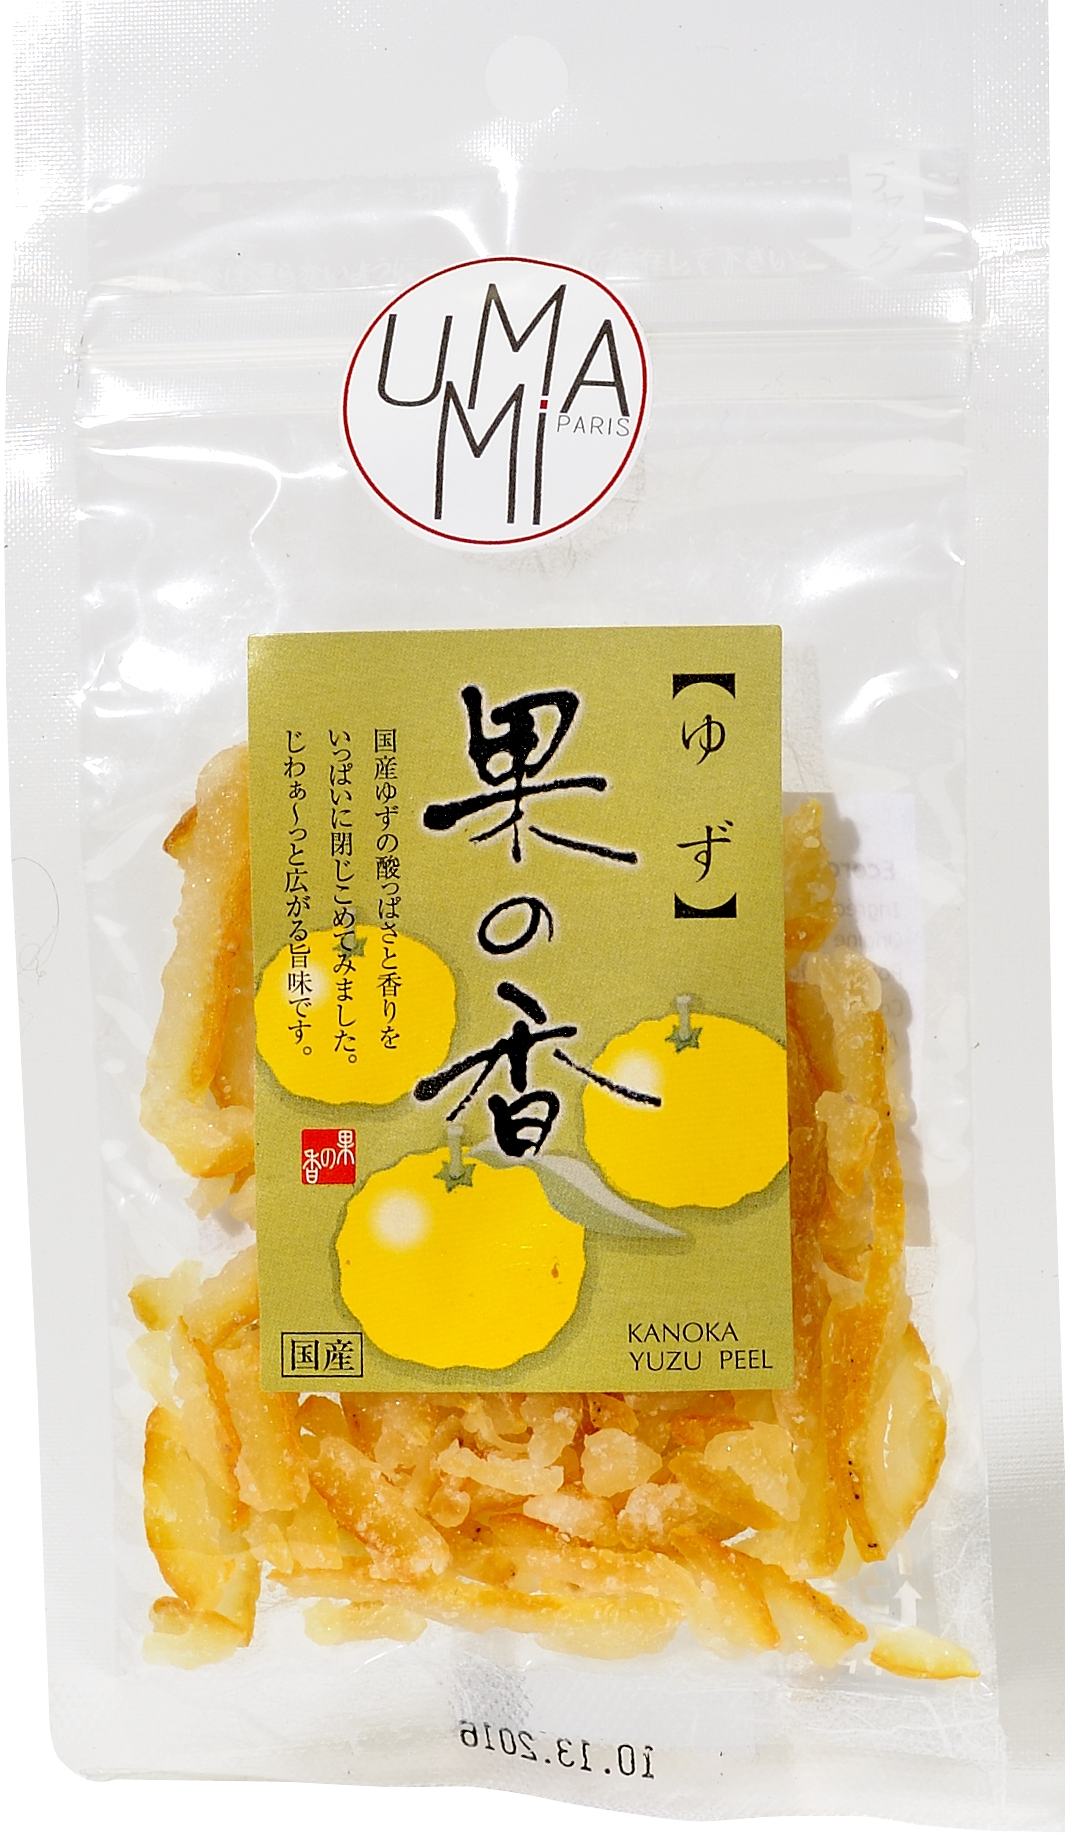 UMA
Mi
PARIS
【ゆず】
果の香
国産ゆずの酸っぱさと香りを
いっぱいに閉じこめてみました。
じわぁ〜っと広がる旨味です。
果の香
国産
KANOKA
YUZU PEEL
10.13.2016